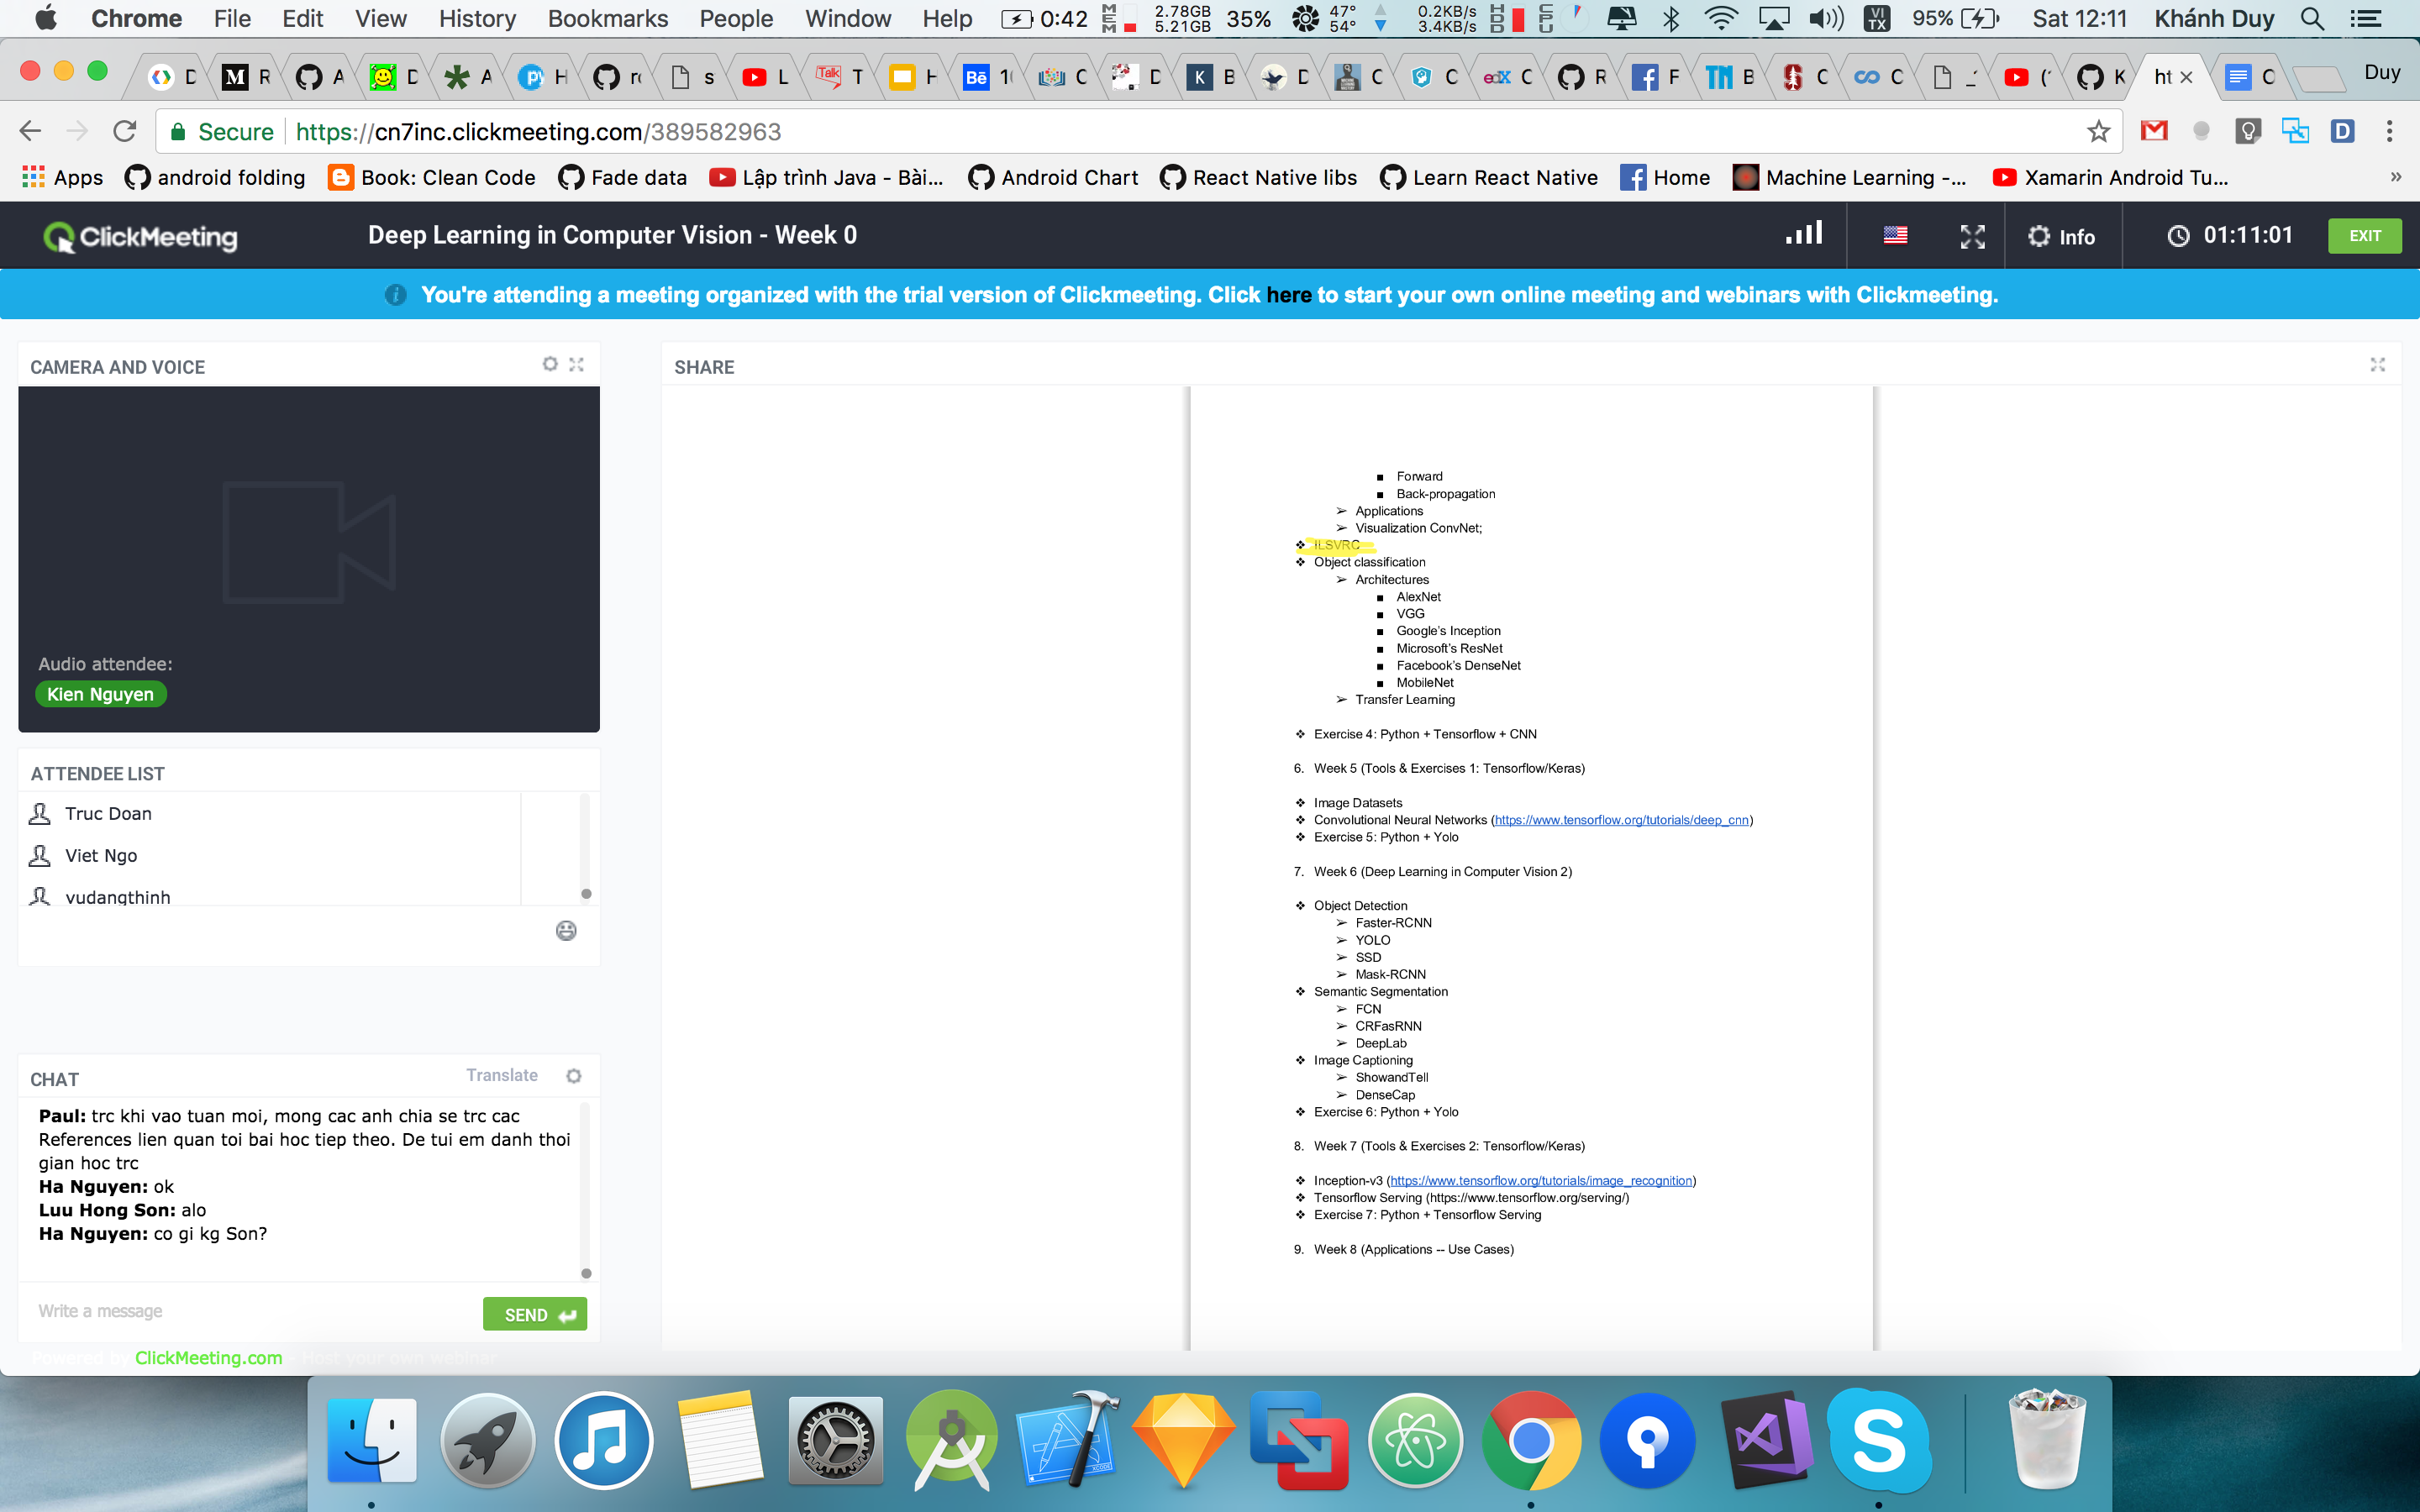 Chrome File Edit View History Bookmarks People Window Help 0:42 MEM 2.78GB 5.21GB 35% 47° 54° 0.2KB/s 3.4KB/s HDD CPU VI TX 95% Sat 12:11 Khánh Duy
D M R A D A H r s L Talk T H Bē 1 C D K B D C C edX C R F TN B C C _ ( K ht C Duy
Secure https://cn7inc.clickmeeting.com/389582963 D
Apps android folding Book: Clean Code Fade data Lập trình Java - Bài... Android Chart React Native libs Learn React Native Home Machine Learning -... Xamarin Android Tu... »
ClickMeeting Deep Learning in Computer Vision - Week 0 Info 01:11:01 EXIT
You're attending a meeting organized with the trial version of Clickmeeting. Click here to start your own online meeting and webinars with Clickmeeting.
CAMERA AND VOICE
Audio attendee:
Kien Nguyen
ATTENDEE LIST
Truc Doan
Viet Ngo
vudangthinh
CHAT Translate
Paul: trc khi vao tuan moi, mong cac anh chia se trc cac
References lien quan toi bai hoc tiep theo. De tui em danh thoi
gian hoc trc
Ha Nguyen: ok
Luu Hong Son: alo
Ha Nguyen: co gi kg Son?
Write a message SEND
Powered by ClickMeeting.com Host your own webinar
SHARE
Forward
Back-propagation
Applications
Visualization ConvNet;
ILSVRC
Object classification
Architectures
AlexNet
VGG
Google's Inception
Microsoft's ResNet
Facebook's DenseNet
MobileNet
Transfer Learning
Exercise 4: Python + Tensorflow + CNN
6. Week 5 (Tools & Exercises 1: Tensorflow/Keras)
Image Datasets
Convolutional Neural Networks (https://www.tensorflow.org/tutorials/deep_cnn)
Exercise 5: Python + Yolo
7. Week 6 (Deep Learning in Computer Vision 2)
Object Detection
Faster-RCNN
YOLO
SSD
Mask-RCNN
Semantic Segmentation
FCN
CRFasRNN
DeepLab
Image Captioning
ShowandTell
DenseCap
Exercise 6: Python + Yolo
8. Week 7 (Tools & Exercises 2: Tensorflow/Keras)
Inception-v3 (https://www.tensorflow.org/tutorials/image_recognition)
Tensorflow Serving (https://www.tensorflow.org/serving/)
Exercise 7: Python + Tensorflow Serving
9. Week 8 (Applications -- Use Cases)